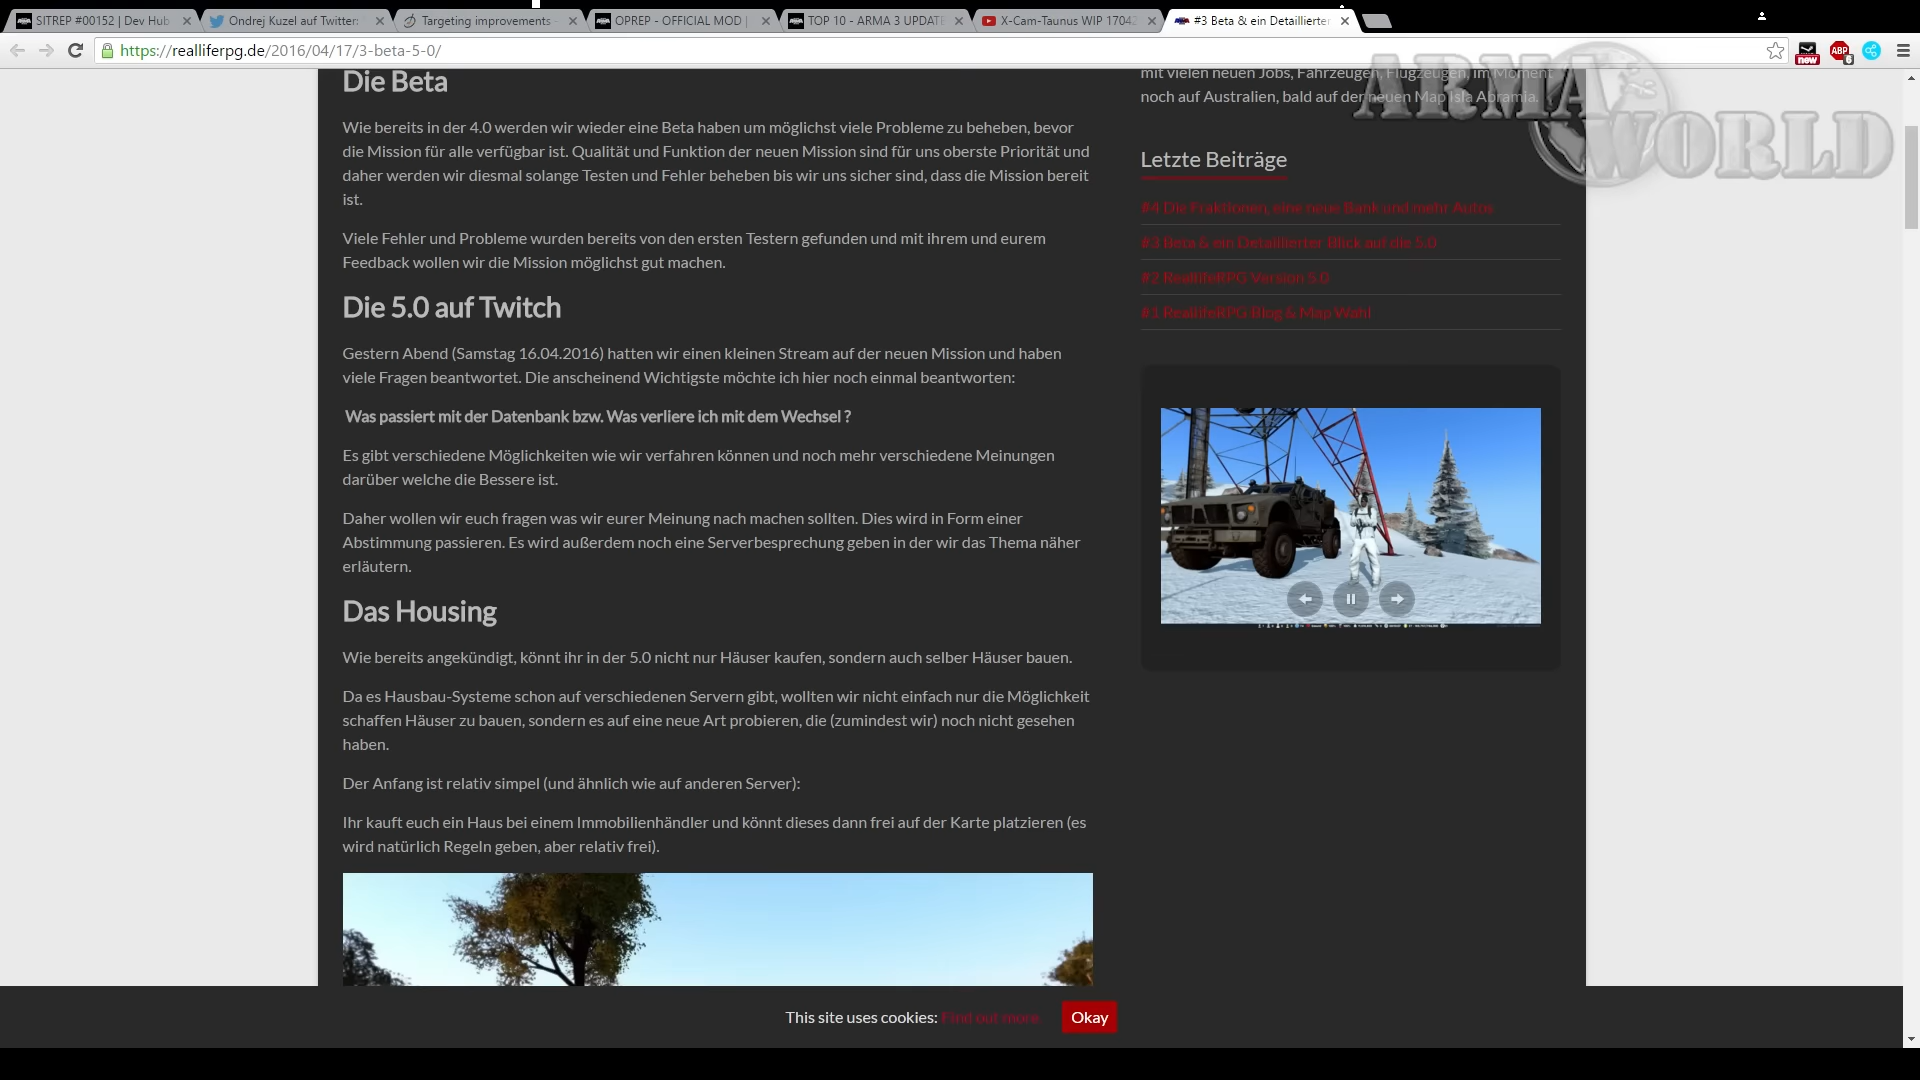 SITREP #00152 | Dev Hub
Ondrej Kuzel auf Twitter:
Targeting improvements -
OPREP - OFFICIAL MOD |
TOP 10 - ARMA 3 UPDATE
X-Cam-Taunus WIP 17042
#3 Beta & ein Detaillierter
https://realliferpg.de/2016/04/17/3-beta-5-0/
ABP
6
new
ARMA
WORLD
Die Beta
Wie bereits in der 4.0 werden wir wieder eine Beta haben um möglichst viele Probleme zu beheben, bevor
die Mission für alle verfügbar ist. Qualität und Funktion der neuen Mission sind für uns oberste Priorität und
daher werden wir diesmal solange Testen und Fehler beheben bis wir uns sicher sind, dass die Mission bereit
ist.
Viele Fehler und Probleme wurden bereits von den ersten Testern gefunden und mit ihrem und eurem
Feedback wollen wir die Mission möglichst gut machen.
Die 5.0 auf Twitch
Gestern Abend (Samstag 16.04.2016) hatten wir einen kleinen Stream auf der neuen Mission und haben
viele Fragen beantwortet. Die anscheinend Wichtigste möchte ich hier noch einmal beantworten:
Was passiert mit der Datenbank bzw. Was verliere ich mit dem Wechsel ?
Es gibt verschiedene Möglichkeiten wie wir verfahren können und noch mehr verschiedene Meinungen
darüber welche die Bessere ist.
Daher wollen wir euch fragen was wir eurer Meinung nach machen sollten. Dies wird in Form einer
Abstimmung passieren. Es wird außerdem noch eine Serverbesprechung geben in der wir das Thema näher
erläutern.
Das Housing
Wie bereits angekündigt, könnt ihr in der 5.0 nicht nur Häuser kaufen, sondern auch selber Häuser bauen.
Da es Hausbau-Systeme schon auf verschiedenen Servern gibt, wollten wir nicht einfach nur die Möglichkeit
schaffen Häuser zu bauen, sondern es auf eine neue Art probieren, die (zumindest wir) noch nicht gesehen
haben.
Der Anfang ist relativ simpel (und ähnlich wie auf anderen Server):
Ihr kauft euch ein Haus bei einem Immobilienhändler und könnt dieses dann frei auf der Karte platzieren (es
wird natürlich Regeln geben, aber relativ frei).
mit vielen neuen Jobs, Fahrzeugen, Flugzeugen, im Moment
noch auf Australien, bald auf der neuen Map Isla Abramia.
Letzte Beiträge
#4 Die Fraktionen, eine neue Bank und mehr Autos
#3 Beta & ein Detaillierter Blick auf die 5.0
#2 ReallifeRPG Version 5.0
#1 ReallifeRPG Blog & Map Wahl
This site uses cookies: Find out more.
Okay